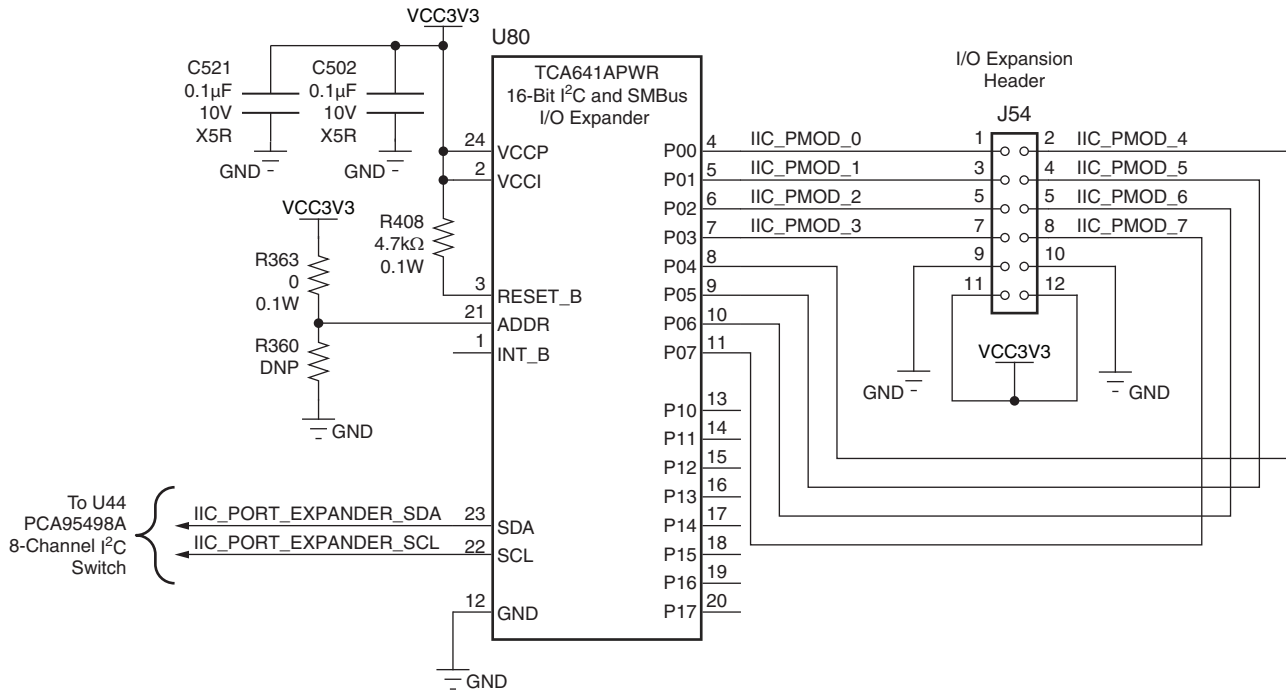 VCC3V3
C521
0.1µF
10V
X5R
GND
C502
0.1µF
10V
X5R
GND
VCC3V3
R363
0
0.1W
R360
DNP
GND
R408
4.7kΩ
0.1W
U80
TCA641APWR
16-Bit I²C and SMBus
I/O Expander
24 VCCP
2 VCCI
3 RESET_B
21 ADDR
1 INT_B
To U44
PCA95498A
8-Channel I²C
Switch
IIC_PORT_EXPANDER_SDA 23 SDA
IIC_PORT_EXPANDER_SCL 22 SCL
12 GND
GND
P00 4 IIC_PMOD_0
P01 5 IIC_PMOD_1
P02 6 IIC_PMOD_2
P03 7 IIC_PMOD_3
P04 8
P05 9
P06 10
P07 11
P10 13
P11 14
P12 15
P13 16
P14 17
P15 18
P16 19
P17 20
I/O Expansion
Header
J54
1 2 IIC_PMOD_4
3 4 IIC_PMOD_5
5 5 IIC_PMOD_6
7 8 IIC_PMOD_7
9 10
11 12
VCC3V3
GND
GND